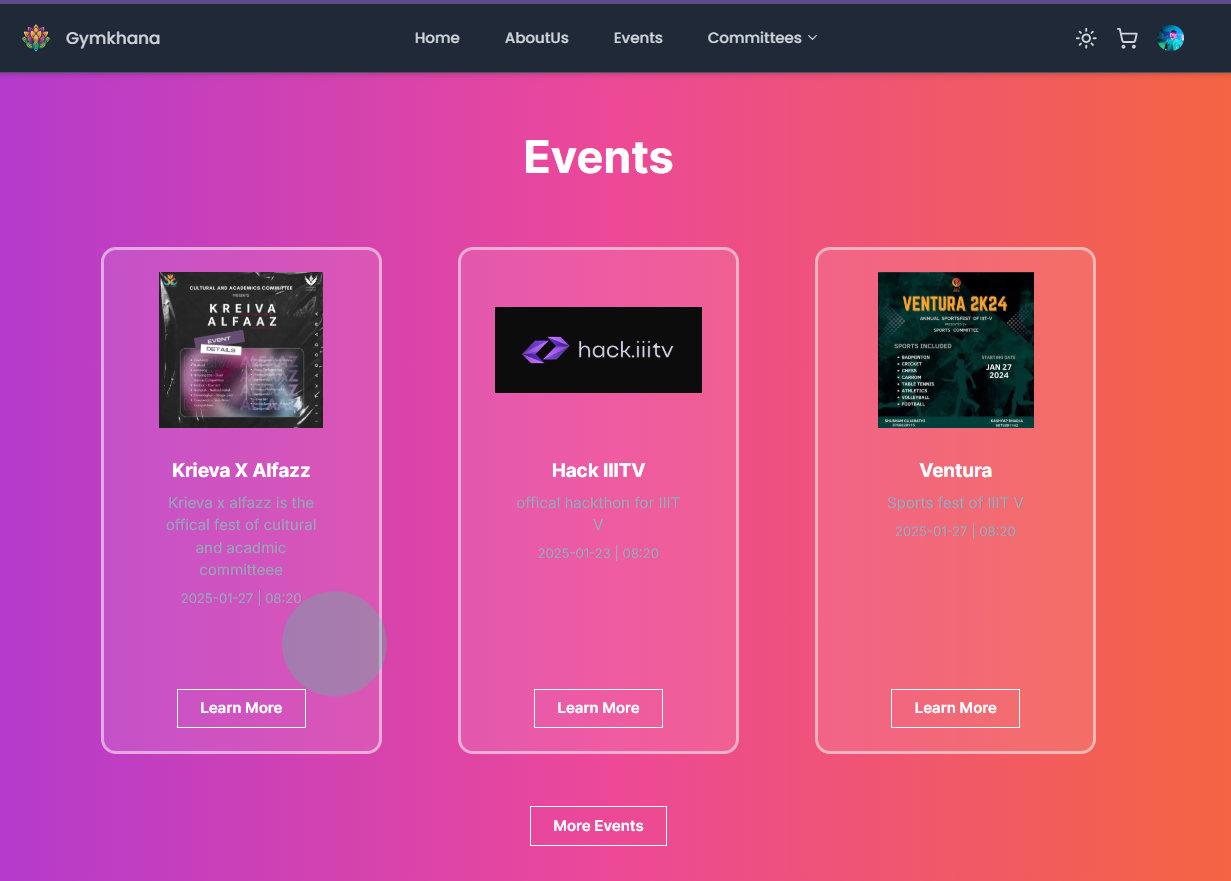 Gymkhana
Home
AboutUs
Events
Committees
Events
CULTURAL AND ACADEMICS COMMITTEE
PRESENTS
KREIVA
ALFAAZ
EVENT
DETAILS
hack.iiitv
VENTURA 2K24
ANNUAL SPORTSFEST OF IIIT-V
PRESENTED BY
SPORTS COMMITTEE
SPORTS INCLUDED
BADMINTON
CRICKET
CHESS
CARROM
TABLE TENNIS
ATHLETICS
VOLLEYBALL
FOOTBALL
STARTING DATE
JAN 27
2024
Krieva X Alfazz
Krieva x alfazz is the
offical fest of cultural
and acadmic
committeee
2025-01-27 | 08:20
Learn More
Hack IIITV
offical hackthon for IIIT
V
2025-01-23 | 08:20
Learn More
Ventura
Sports fest of IIIT V
2025-01-27 | 08:20
Learn More
More Events